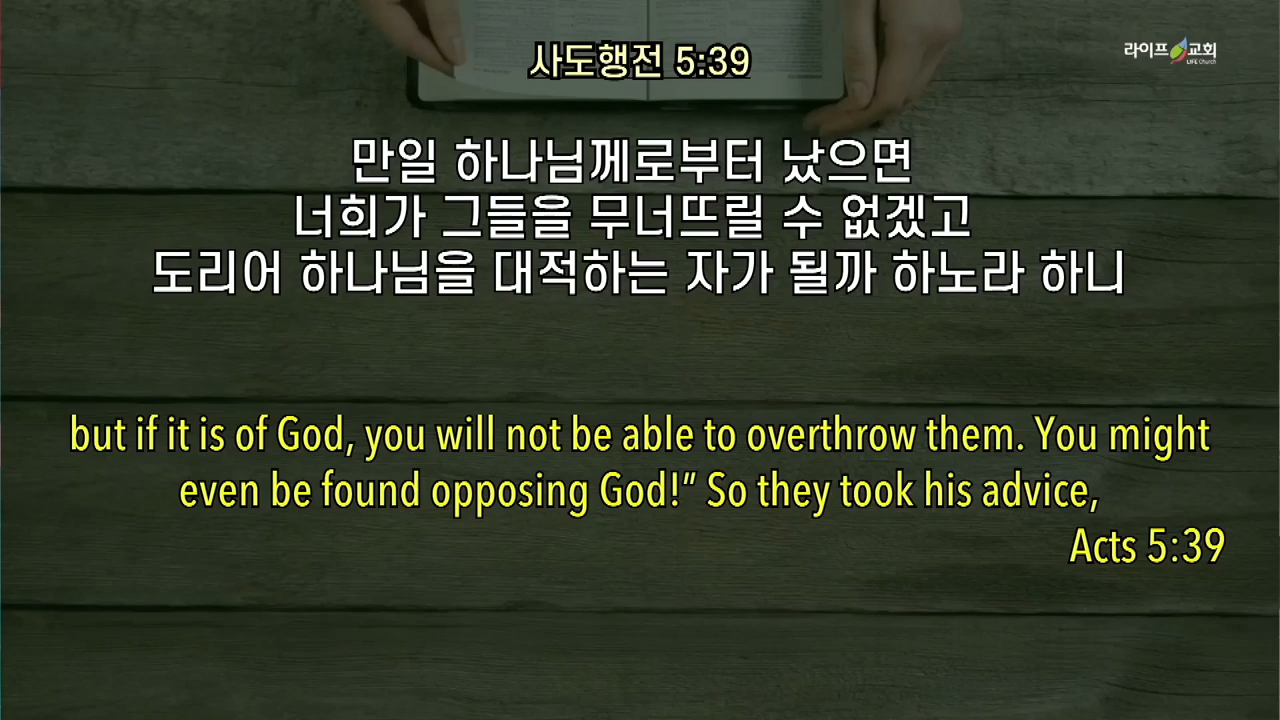 사도행전 5:39
라이프교회
LIFE Church
만일 하나님께로부터 났으면
너희가 그들을 무너뜨릴 수 없겠고
도리어 하나님을 대적하는 자가 될까 하노라 하니
but if it is of God, you will not be able to overthrow them. You might
even be found opposing God!” So they took his advice,
Acts 5:39